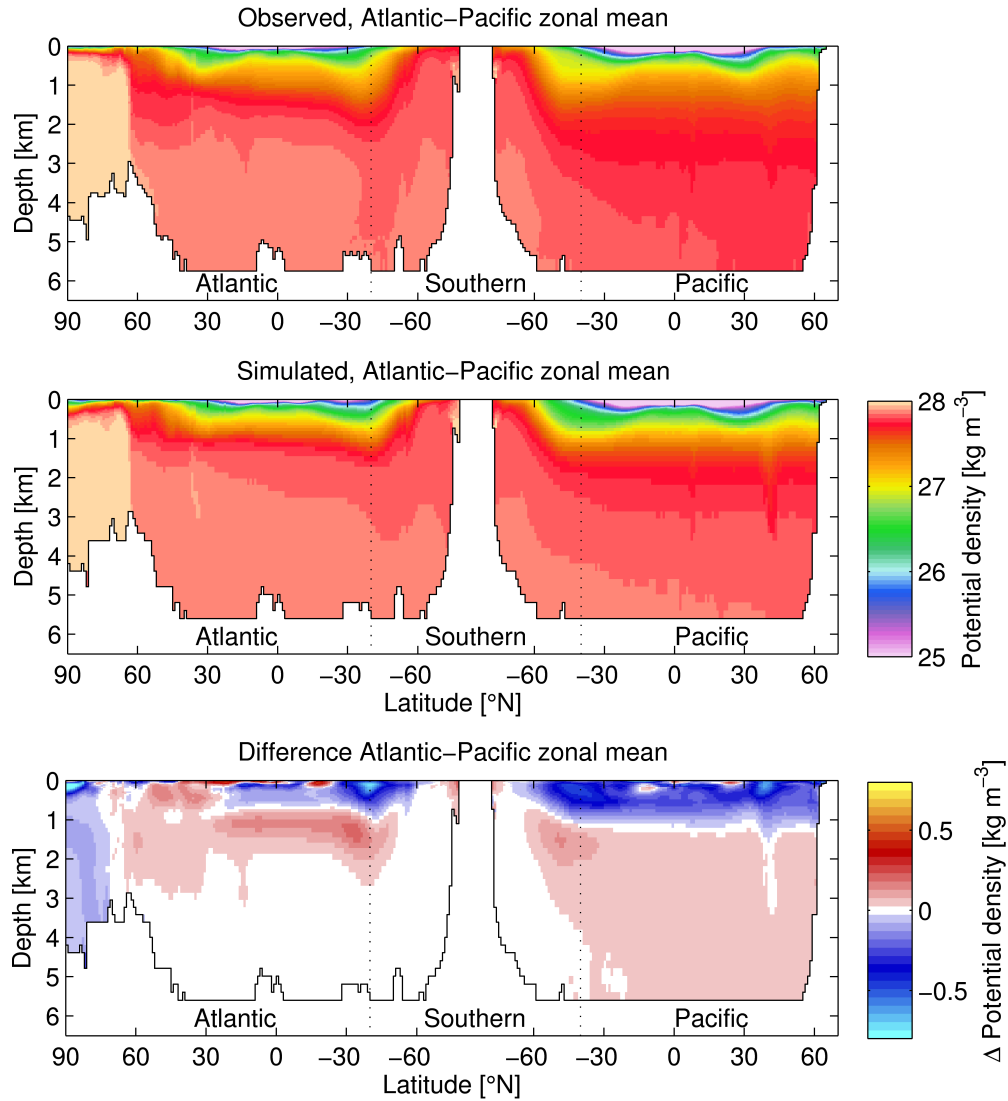 Observed, Atlantic−Pacific zonal mean
0
1
2
3
4
5
6
Depth [km]
Atlantic
Southern
Pacific
90 60 30 0 −30 −60 −60 −30 0 30 60
Simulated, Atlantic−Pacific zonal mean
0
1
2
3
4
5
6
Depth [km]
Atlantic
Southern
Pacific
90 60 30 0 −30 −60 −60 −30 0 30 60
Latitude [°N]
28
27
26
25
Potential density [kg m−3]
Difference Atlantic−Pacific zonal mean
0
1
2
3
4
5
6
Depth [km]
Atlantic
Southern
Pacific
90 60 30 0 −30 −60 −60 −30 0 30 60
Latitude [°N]
0.5
0
−0.5
Δ Potential density [kg m−3]